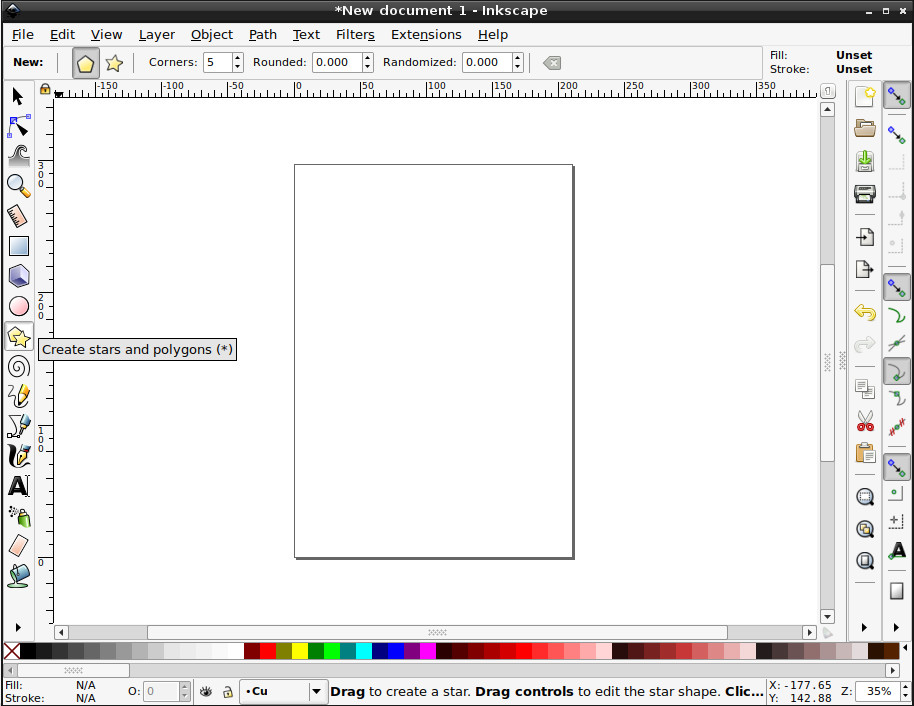 *New document 1 - Inkscape
File Edit View Layer Object Path Text Filters Extensions Help
New: Corners: 5 Rounded: 0.000 Randomized: 0.000
Fill: Unset
Stroke: Unset
-150 -100 -50 0 50 100 150 200 250 300 350
300
200
Create stars and polygons (*)
100
0
Fill: N/A
Stroke: N/A
O: 0
•Cu
Drag to create a star. Drag controls to edit the star shape. Clic...
X: -177.65
Y: 142.88
Z: 35%